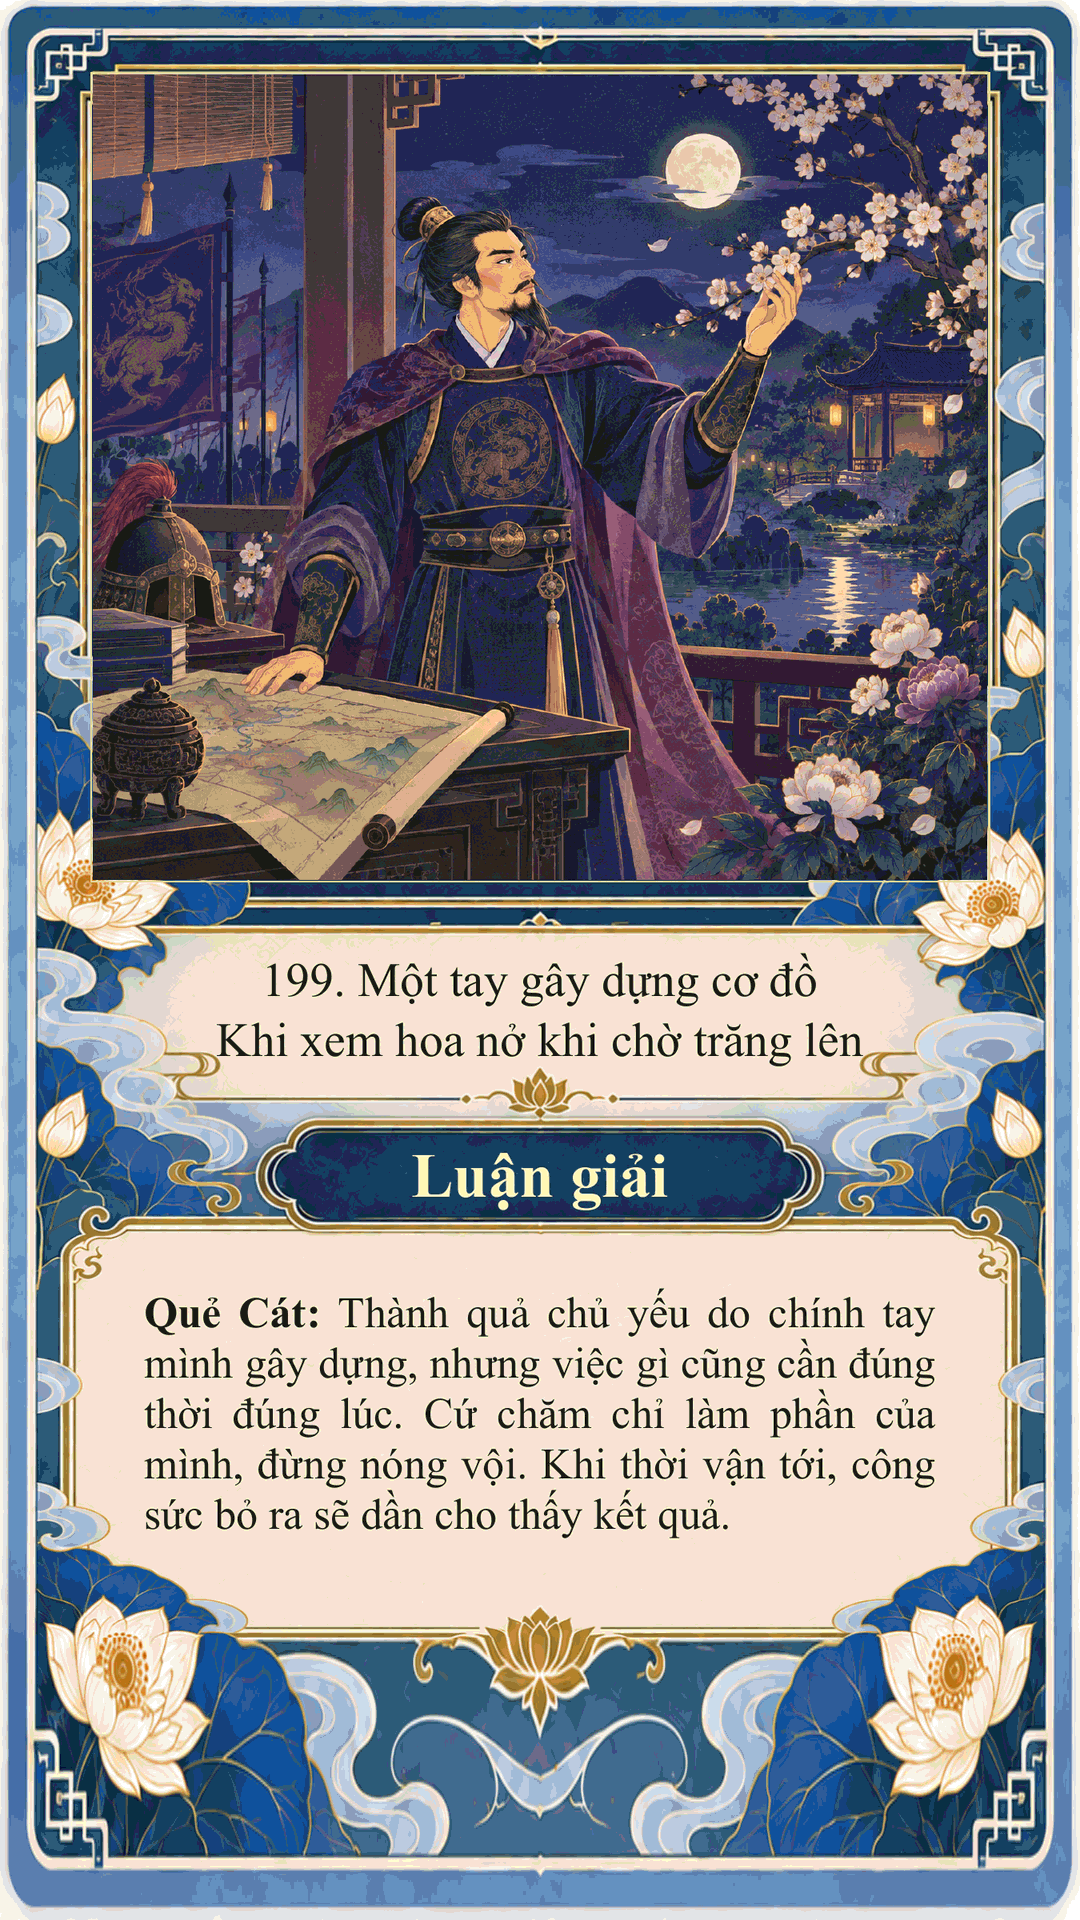 199. Một tay gây dựng cơ đồ
Khi xem hoa nở khi chờ trăng lên
Luận giải
Quẻ Cát: Thành quả chủ yếu do chính tay
mình gây dựng, nhưng việc gì cũng cần đúng
thời đúng lúc. Cứ chăm chỉ làm phần của
mình, đừng nóng vội. Khi thời vận tới, công
sức bỏ ra sẽ dần cho thấy kết quả.